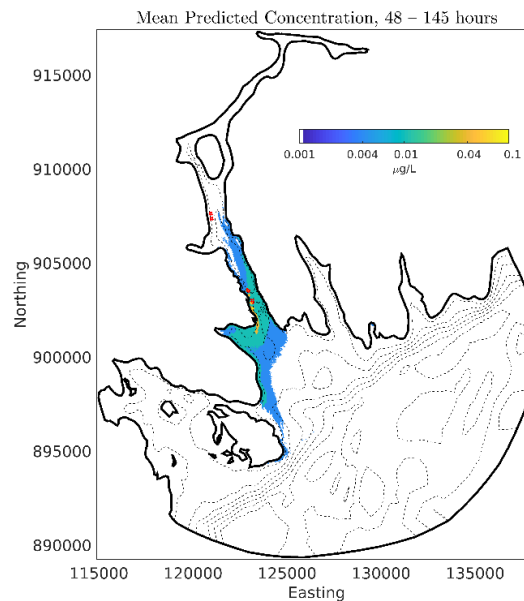 Mean Predicted Concentration, 48 – 145 hours
915000
910000
905000
900000
895000
890000
Northing
0.001 0.004 0.01 0.04 0.1
μg/L
115000 120000 125000 130000 135000
Easting